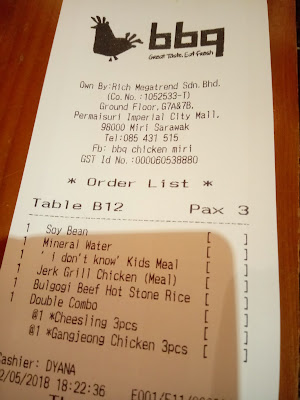 bbq
Great Taste, Eat Fresh
Own By:Rich Megatrend Sdn.Bhd.
(Co.No.:1052533-T)
Ground Floor,G7A&7B,
Permaisuri Imperial City Mall,
98000 Miri Sarawak
Tel:085 431 515
Fb: bbq chicken miri
GST Id No.:000060538880
* Order List *
Table B12 Pax 3
1 Soy Bean [ ]
1 Mineral Water [ ]
1 ' i don't know' Kids Meal [ ]
1 Jerk Grill Chicken (Meal) [ ]
1 Bulgogi Beef Hot Stone Rice [ ]
1 Double Combo [ ]
@1 *Cheesling 3pcs [ ]
@1 *Gangjeong Chicken 3pcs [ ]
Cashier: DYANA
2/05/2018 18:22:36